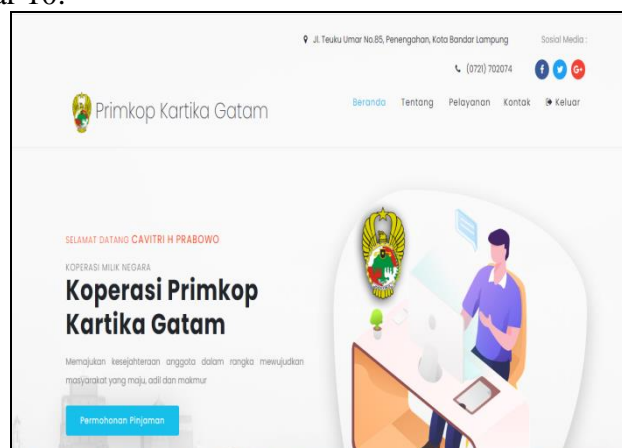 Jl. Teuku Umar No.85, Penengahan, Kota Bandar Lampung Sosial Media :
(0721) 702074
Primkop Kartika Gatam
Beranda Tentang Pelayanan Kontak Keluar
SELAMAT DATANG CAVITRI H PRABOWO
KOPERASI MILIK NEGARA
Koperasi Primkop
Kartika Gatam
Memajukan kesejahteraan anggota dalam rangka mewujudkan
masyarakat yang maju, adil dan makmur
Permohonan Pinjaman